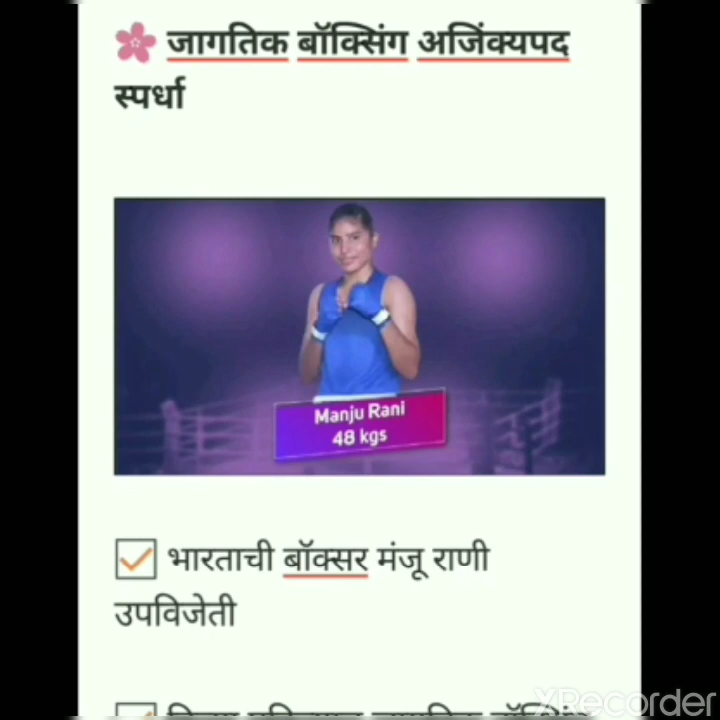 🌸 जागतिक बॉक्सिंग अजिंक्यपद
स्पर्धा
Manju Rani
48 kgs
☑ भारताची बॉक्सर मंजू राणी
उपविजेती
XRecorder